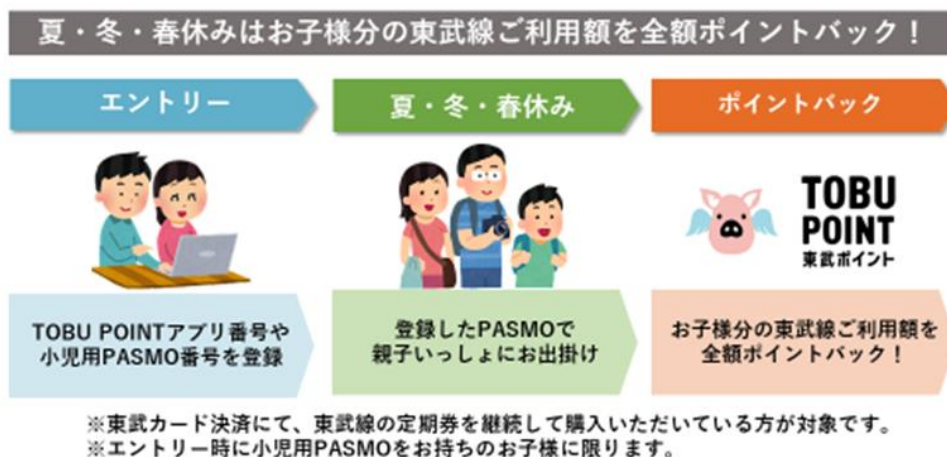 夏・冬・春休みはお子様分の東武線ご利用額を全額ポイントバック！
エントリー
夏・冬・春休み
ポイントバック
TOBU
POINT
東武ポイント
TOBU POINTアプリ番号や
小児用PASMO番号を登録
登録したPASMOで
親子いっしょにお出掛け
お子様分の東武線ご利用額を
全額ポイントバック！
※東武カード決済にて、東武線の定期券を継続して購入いただいている方が対象です。
※エントリー時に小児用PASMOをお持ちのお子様に限ります。